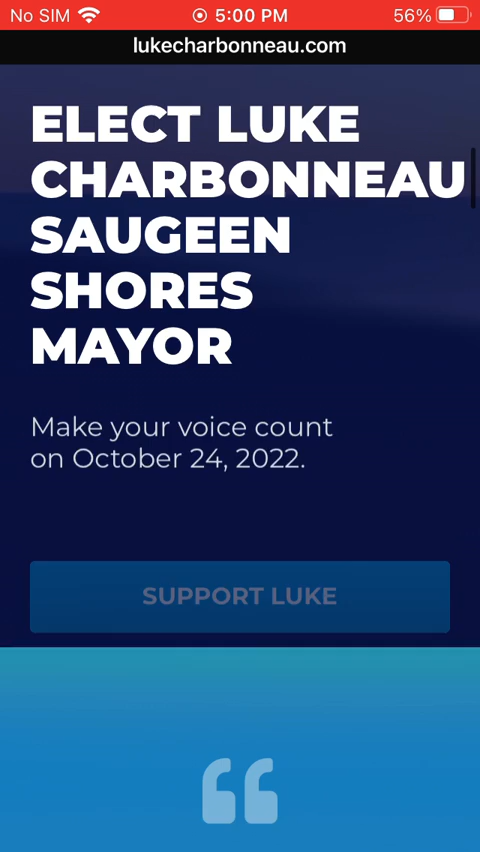 No SIM 5:00 PM 56%
lukecharbonneau.com
ELECT LUKE
CHARBONNEAU
SAUGEEN
SHORES
MAYOR
Make your voice count
on October 24, 2022.
SUPPORT LUKE
“